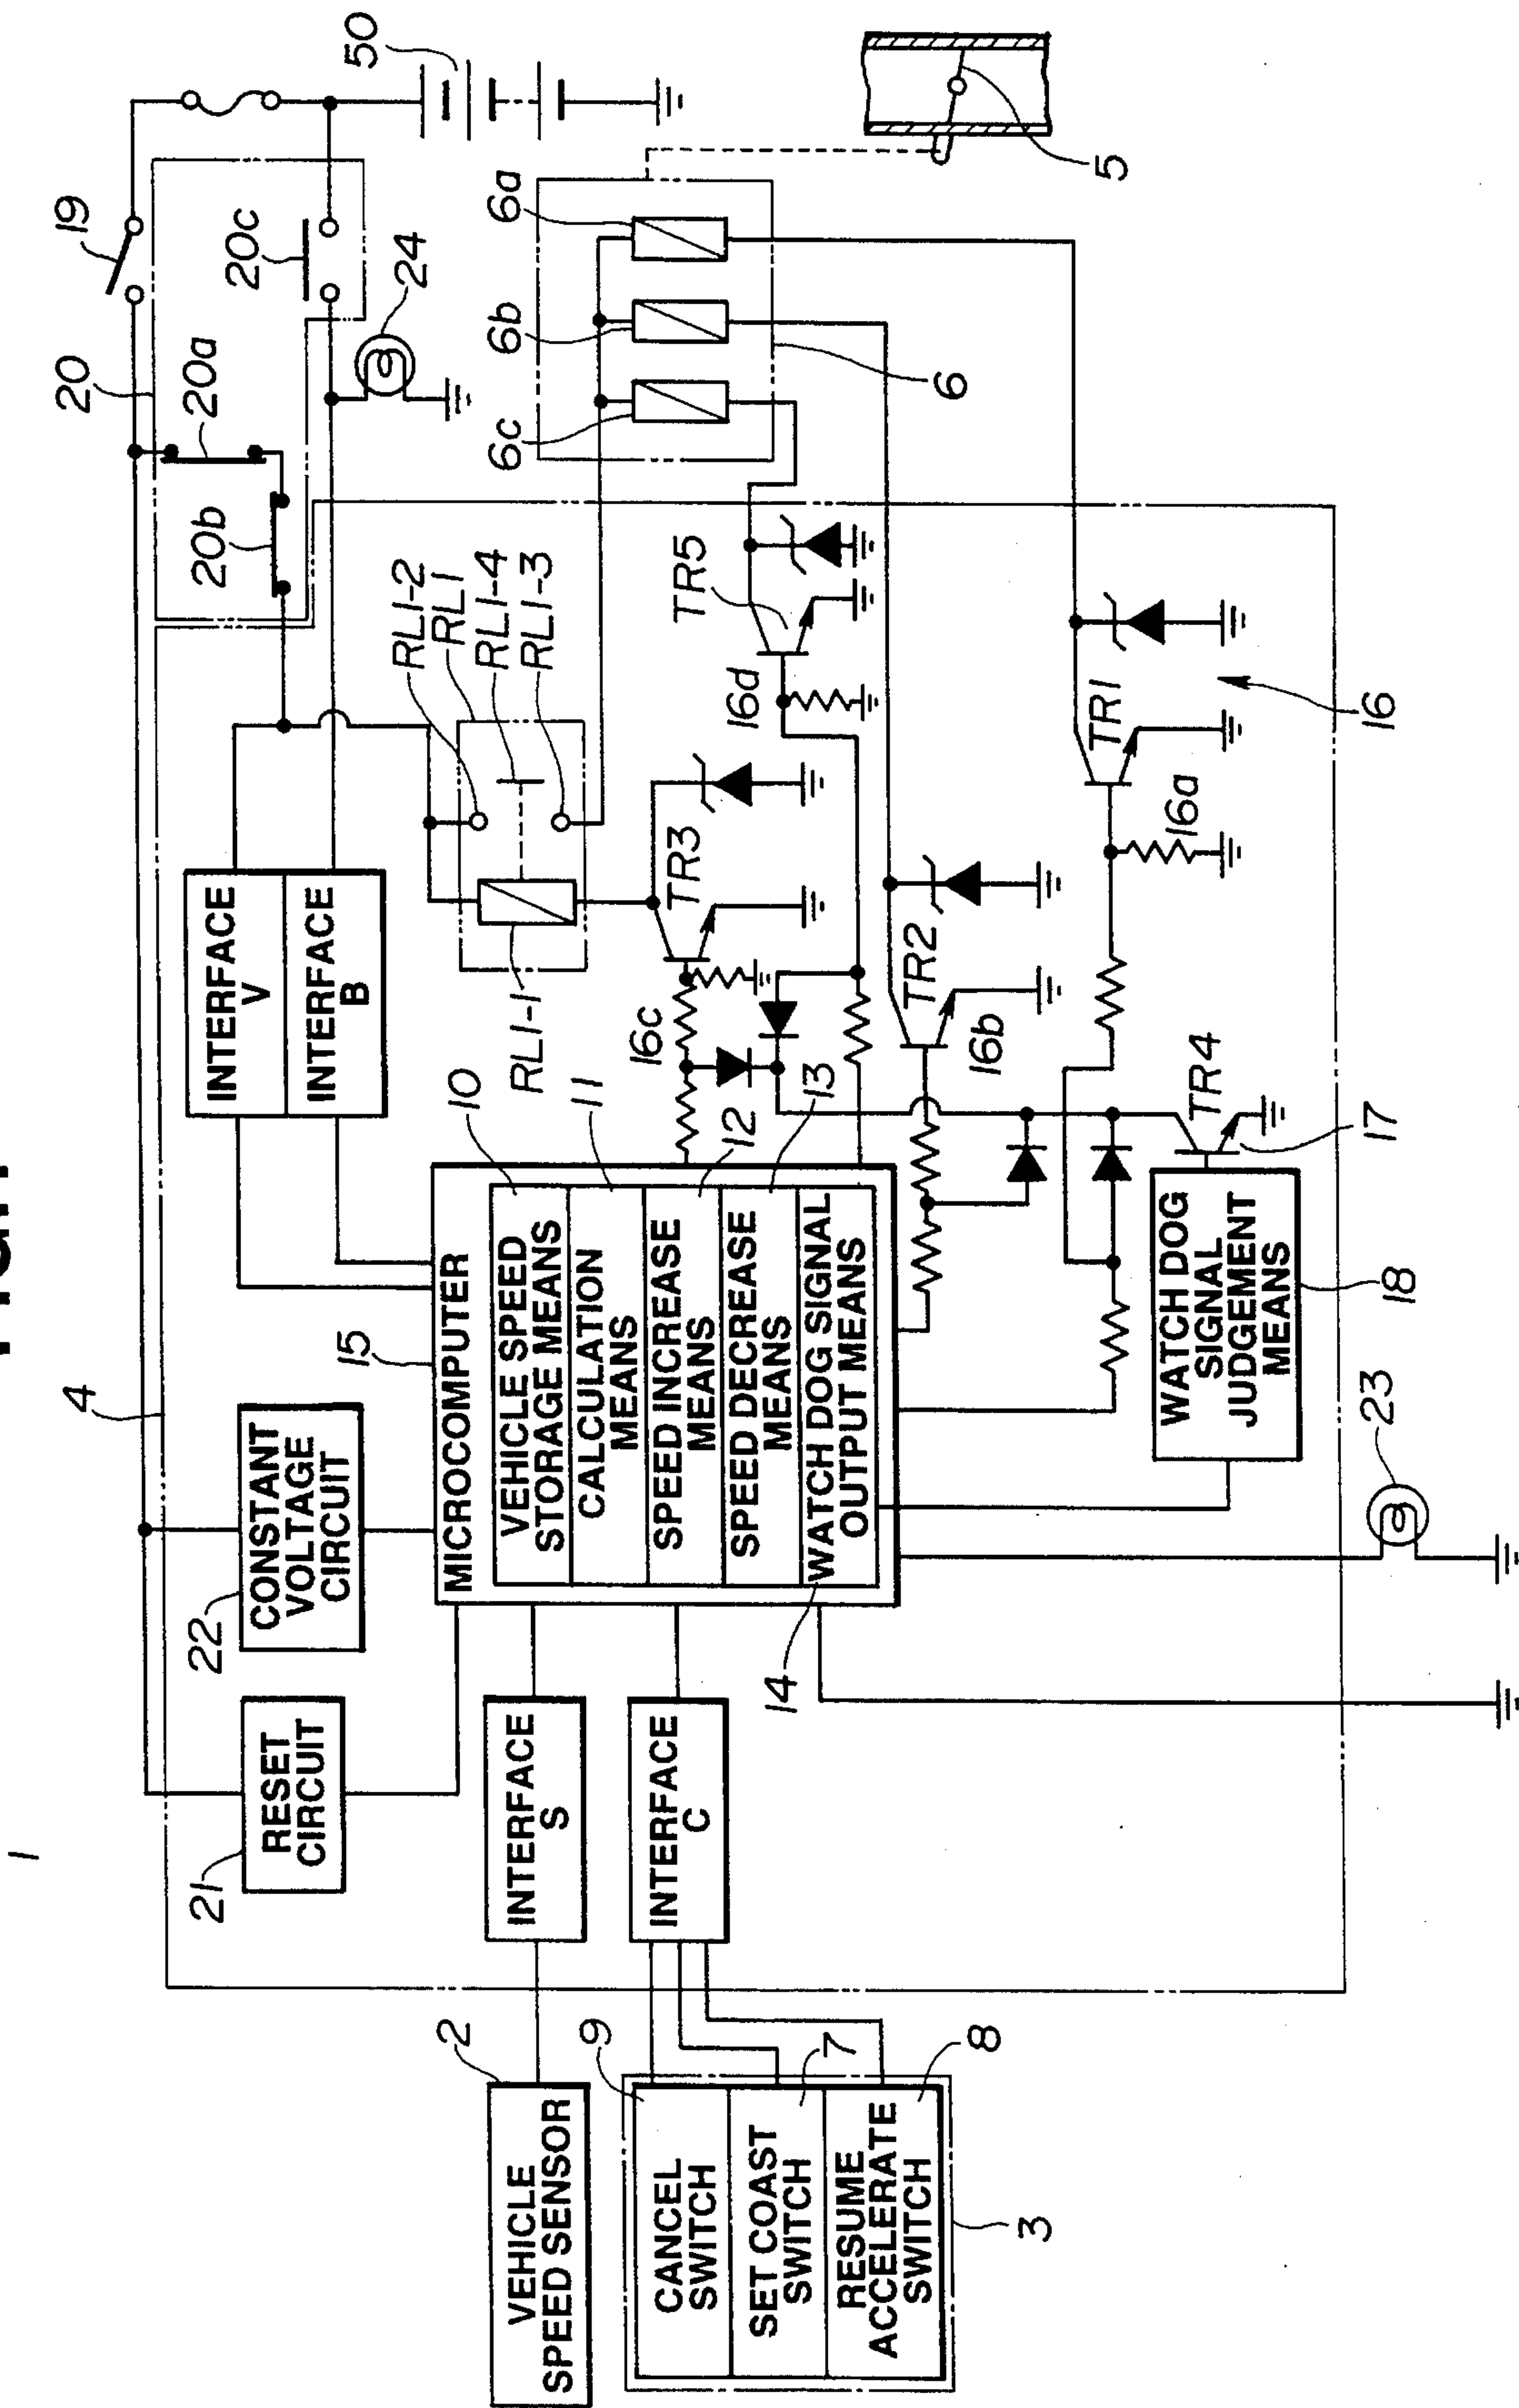 1
4
21
RESET
CIRCUIT
22
CONSTANT
VOLTAGE
CIRCUIT
INTERFACE
V
INTERFACE
B
20
19
20a
20b
20c
24
50
2
VEHICLE
SPEED SENSOR
INTERFACE
S
9
CANCEL
SWITCH
7
SET COAST
SWITCH
8
RESUME
ACCELERATE
SWITCH
3
INTERFACE
C
15
MICROCOMPUTER
10
VEHICLE SPEED
STORAGE MEANS
11
CALCULATION
MEANS
12
SPEED INCREASE
MEANS
13
SPEED DECREASE
MEANS
14
WATCH DOG SIGNAL
OUTPUT MEANS
RL1-1
RL1-2
RL1
RL1-4
RL1-3
16c
TR3
16d
TR5
6c
6b
6a
6
5
TR2
16b
TR1
16a
16
TR4
17
WATCH DOG
SIGNAL
JUDGEMENT
MEANS
18
23